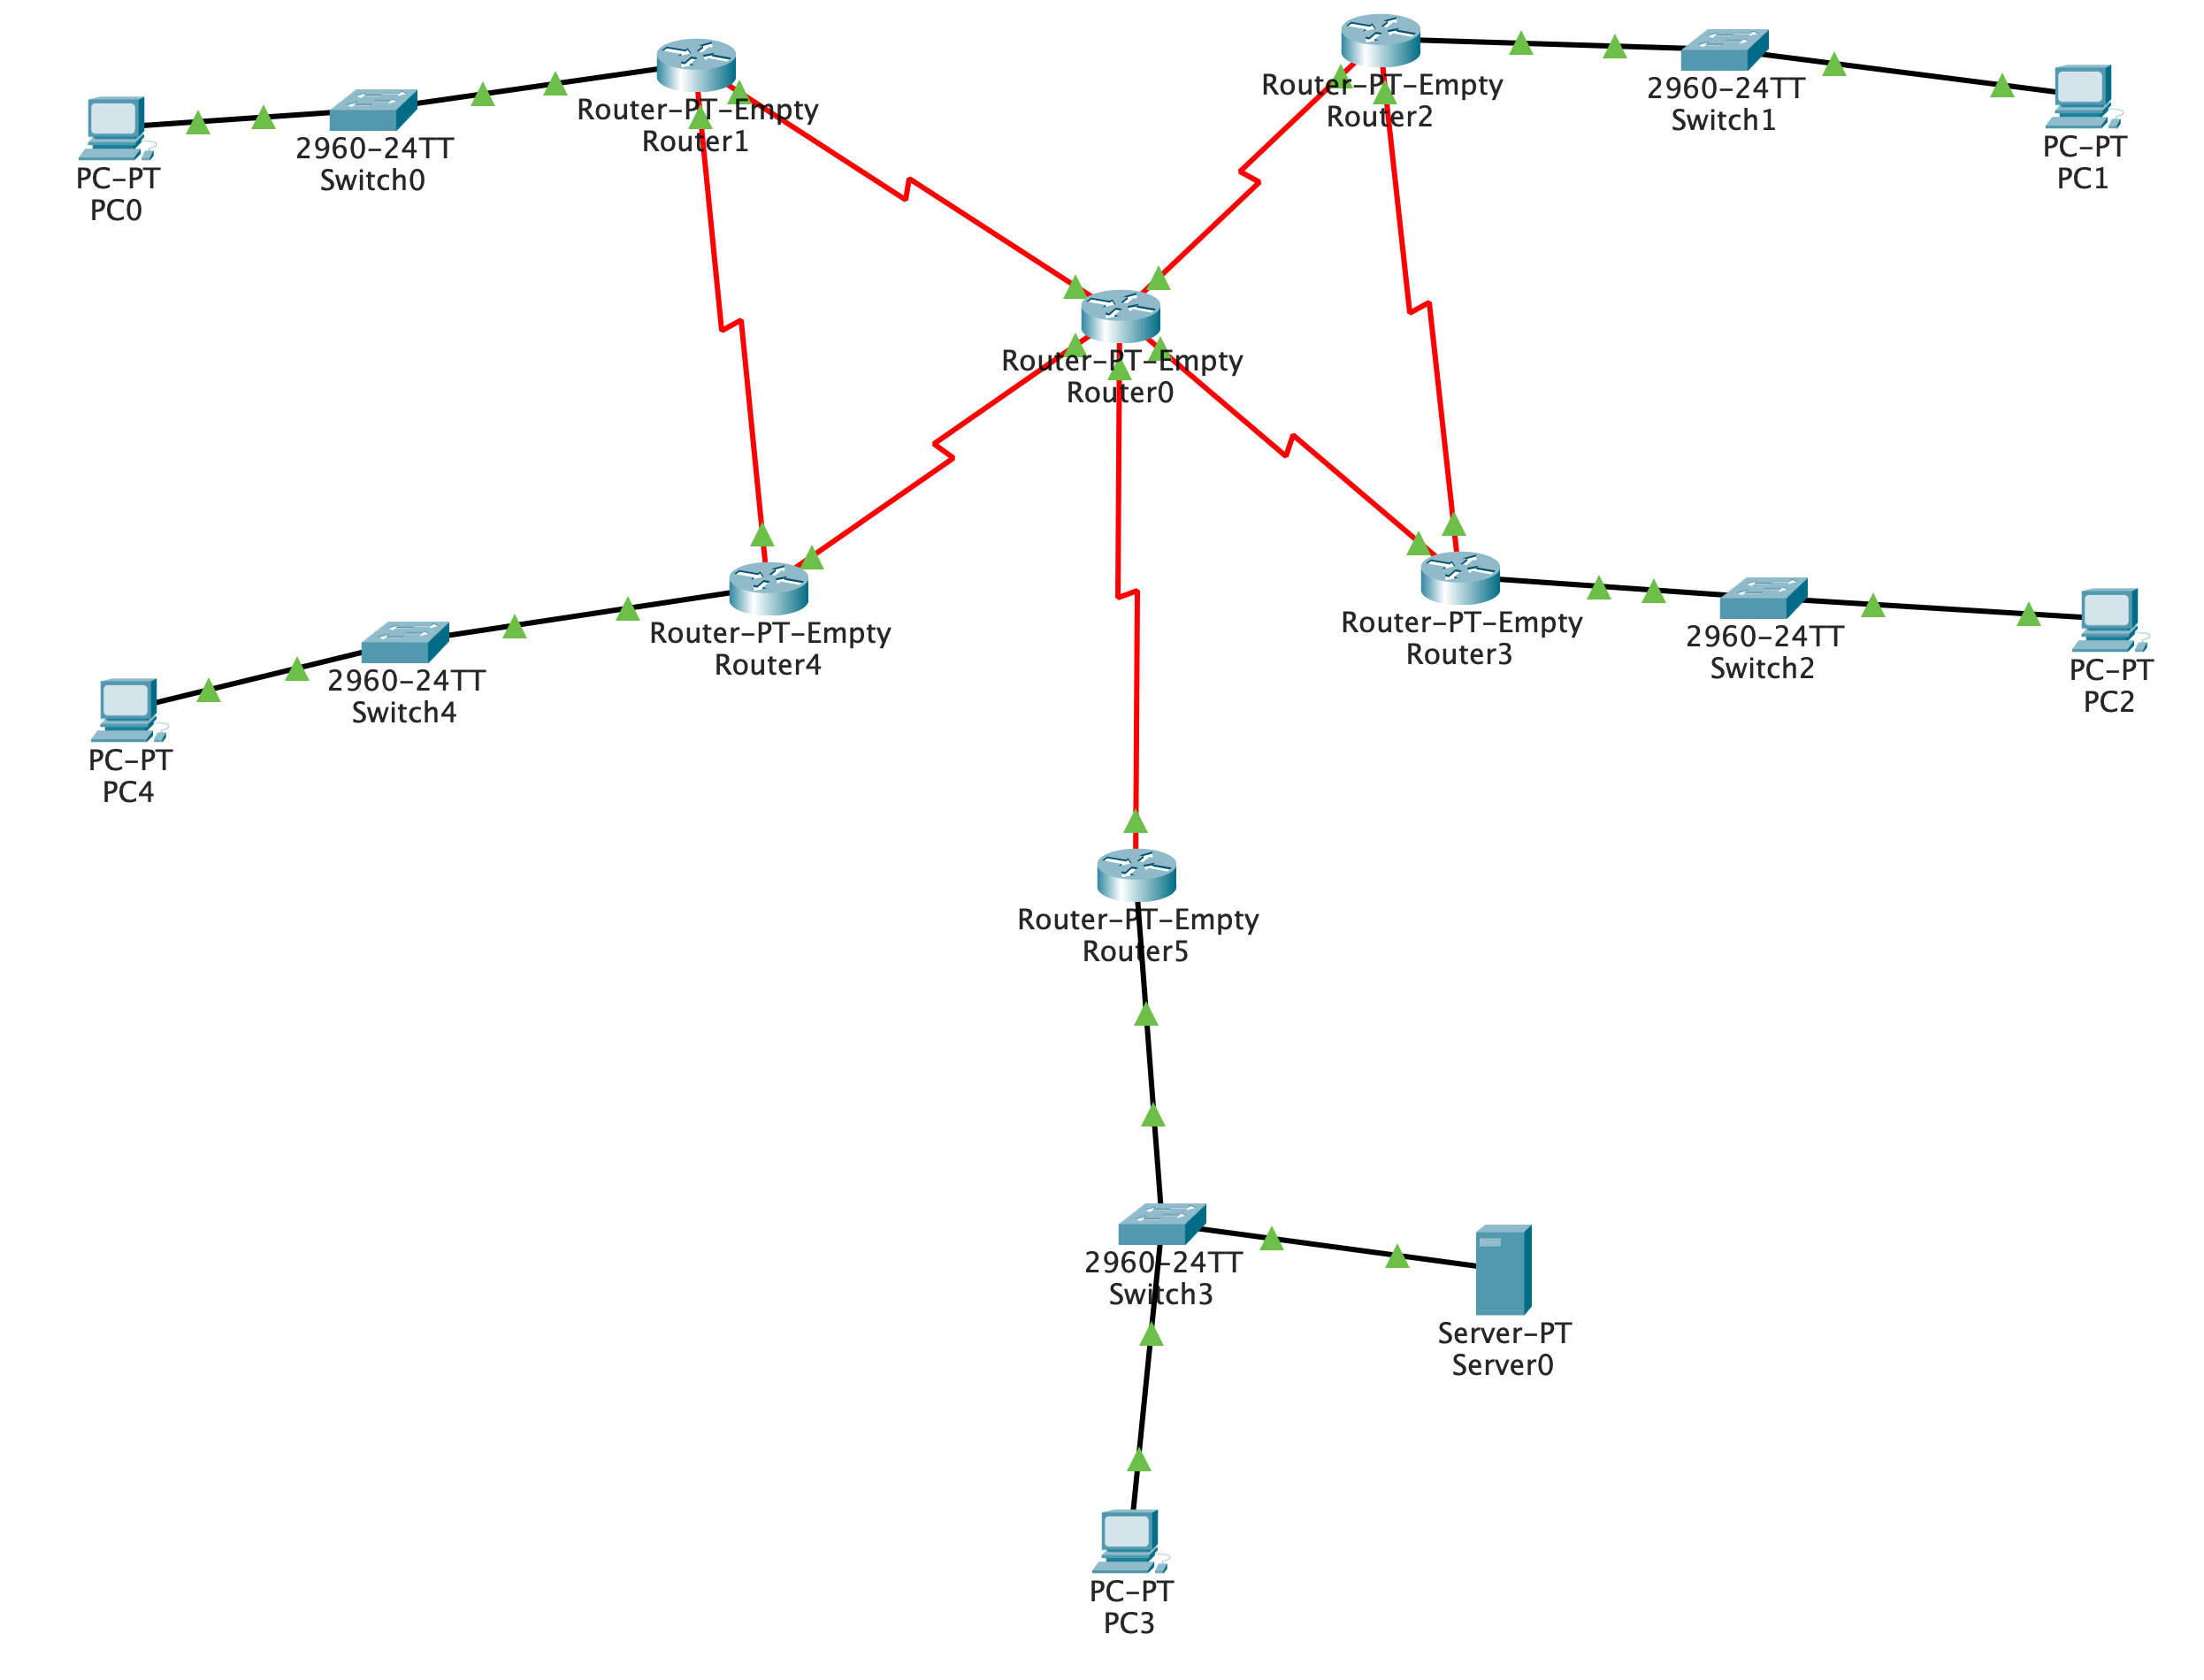 Router-PT-Empty
Router1
Router-PT-Empty
Router2
2960-24TT
Switch1
PC-PT
PC1
2960-24TT
Switch0
PC-PT
PC0
Router-PT-Empty
Router0
Router-PT-Empty
Router4
Router-PT-Empty
Router3
2960-24TT
Switch2
PC-PT
PC2
2960-24TT
Switch4
PC-PT
PC4
Router-PT-Empty
Router5
2960-24TT
Switch3
Server-PT
Server0
PC-PT
PC3